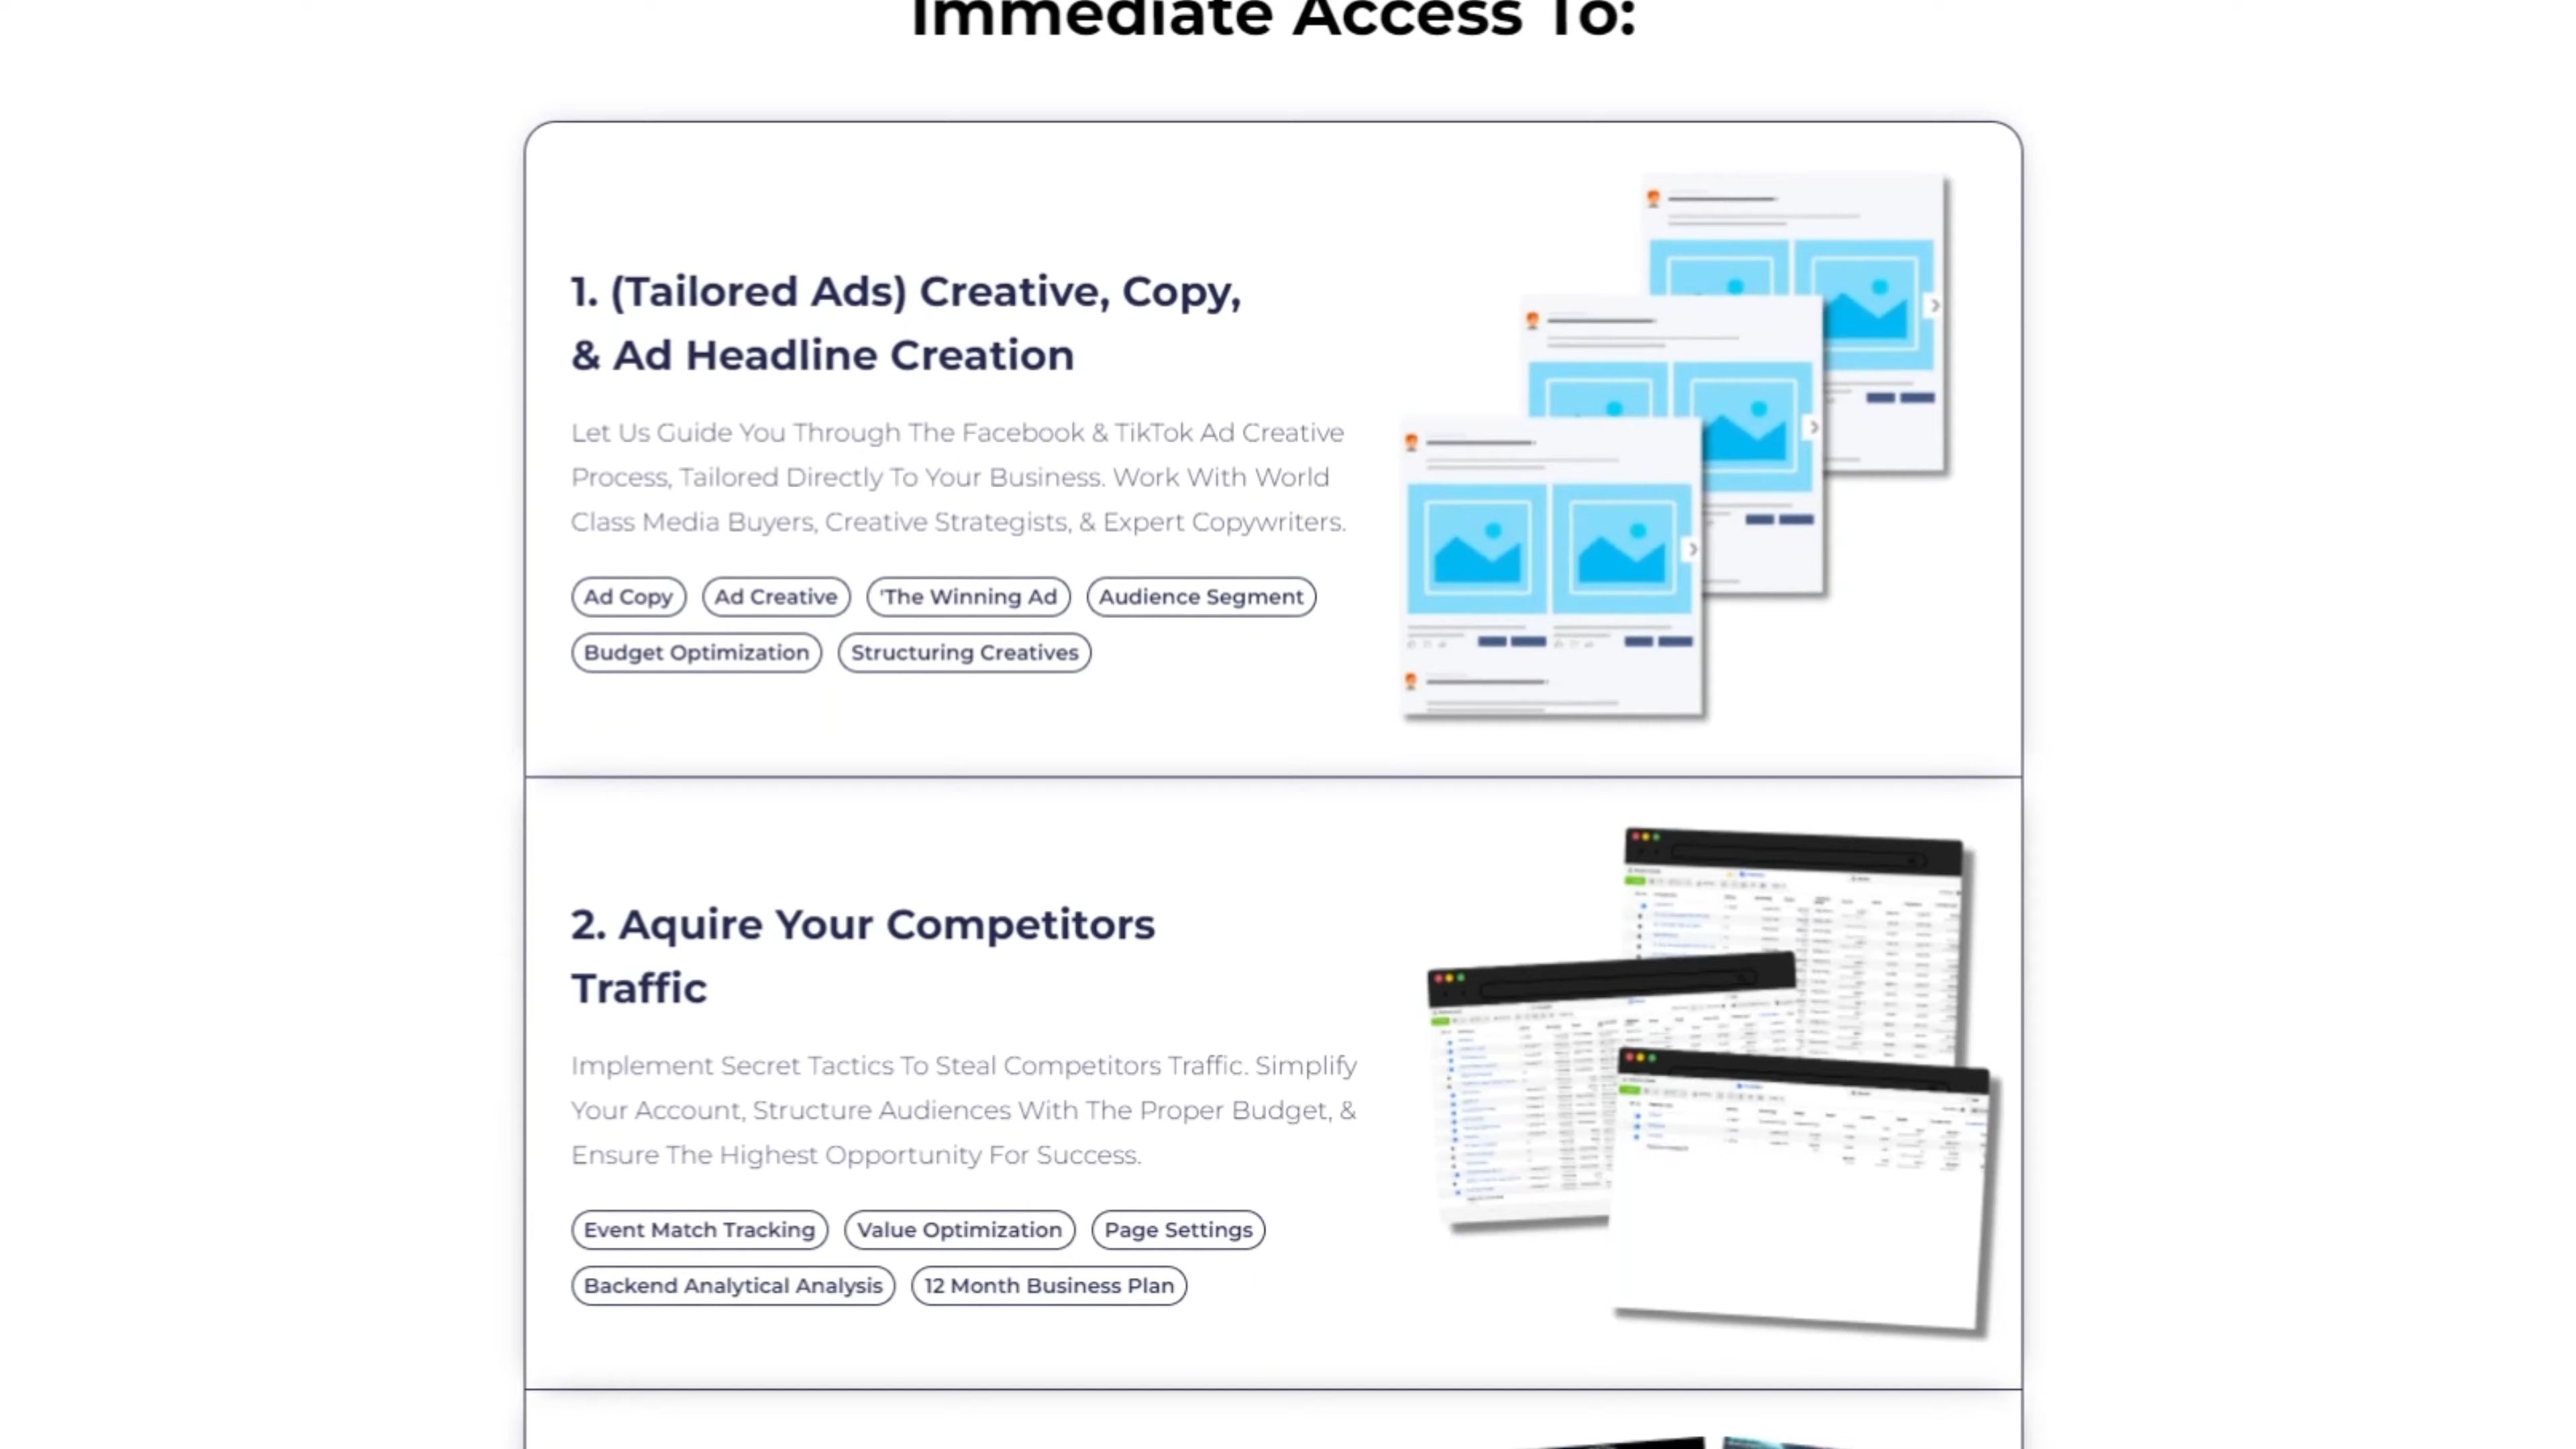 Immediate Access To:
1. (Tailored Ads) Creative, Copy,
& Ad Headline Creation
Let Us Guide You Through The Facebook & TikTok Ad Creative
Process, Tailored Directly To Your Business. Work With World
Class Media Buyers, Creative Strategists, & Expert Copywriters.
Ad Copy Ad Creative 'The Winning Ad Audience Segment
Budget Optimization Structuring Creatives
2. Aquire Your Competitors
Traffic
Implement Secret Tactics To Steal Competitors Traffic. Simplify
Your Account, Structure Audiences With The Proper Budget, &
Ensure The Highest Opportunity For Success.
Event Match Tracking Value Optimization Page Settings
Backend Analytical Analysis 12 Month Business Plan